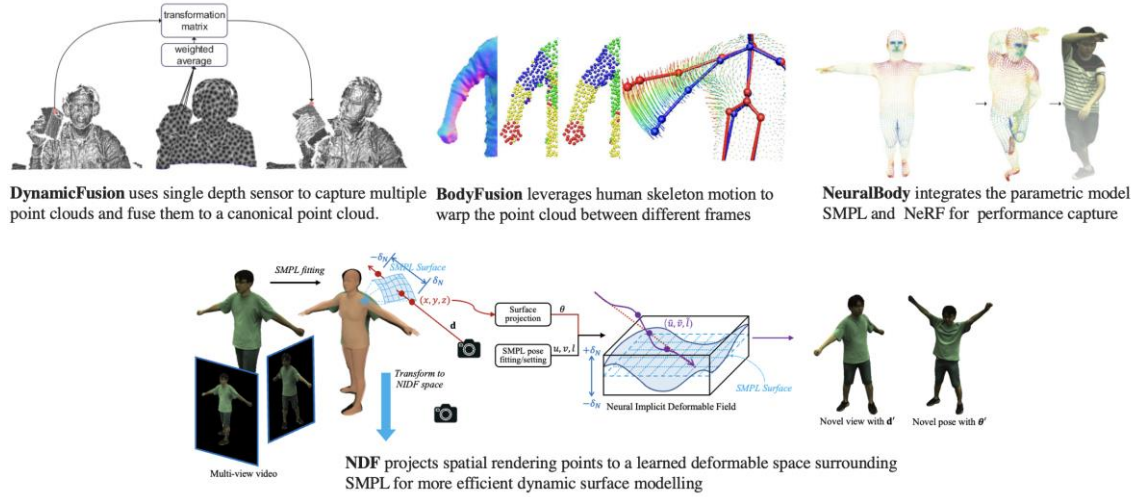 transformation
matrix
weighted
average
DynamicFusion uses single depth sensor to capture multiple
point clouds and fuse them to a canonical point cloud.
BodyFusion leverages human skeleton motion to
warp the point cloud between different frames
NeuralBody integrates the parametric model
SMPL and NeRF for performance capture
SMPL fitting
−δN
SMPL Surface
δN
(x, y, z)
d
Surface
projection
θ
SMPL pose
fitting/setting
u, v, l
Transform to
NIDF space
(ũ, ṽ, l̃)
+δN
−δN
SMPL Surface
Neural Implicit Deformable Field
Novel view with d′
Novel pose with θ′
Multi-view video
NDF projects spatial rendering points to a learned deformable space surrounding
SMPL for more efficient dynamic surface modelling